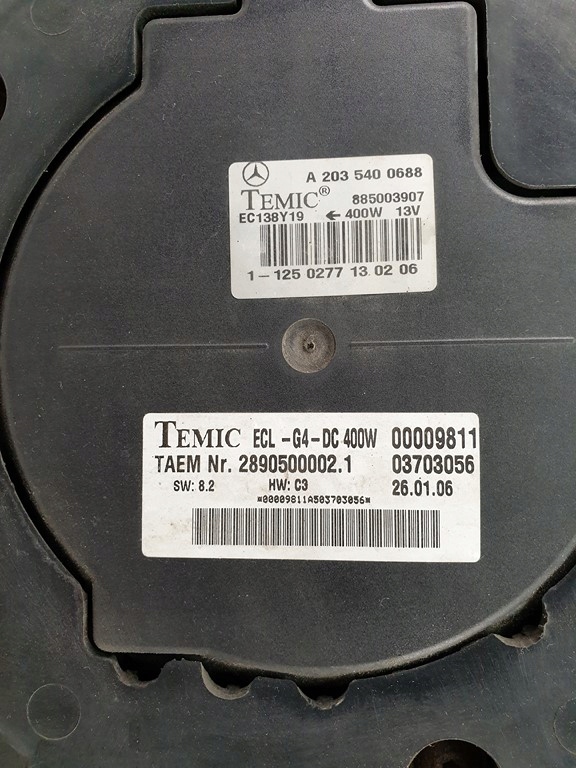 A 203 540 0688
TEMIC® 885003907
EC138Y19 ← 400W 13V
1-125 0277 13 02 06
TEMIC ECL -G4-DC 400W 00009811
TAEM Nr. 2890500002.1 03703056
SW: 8.2 HW: C3 26.01.06
*00009811A503703056*